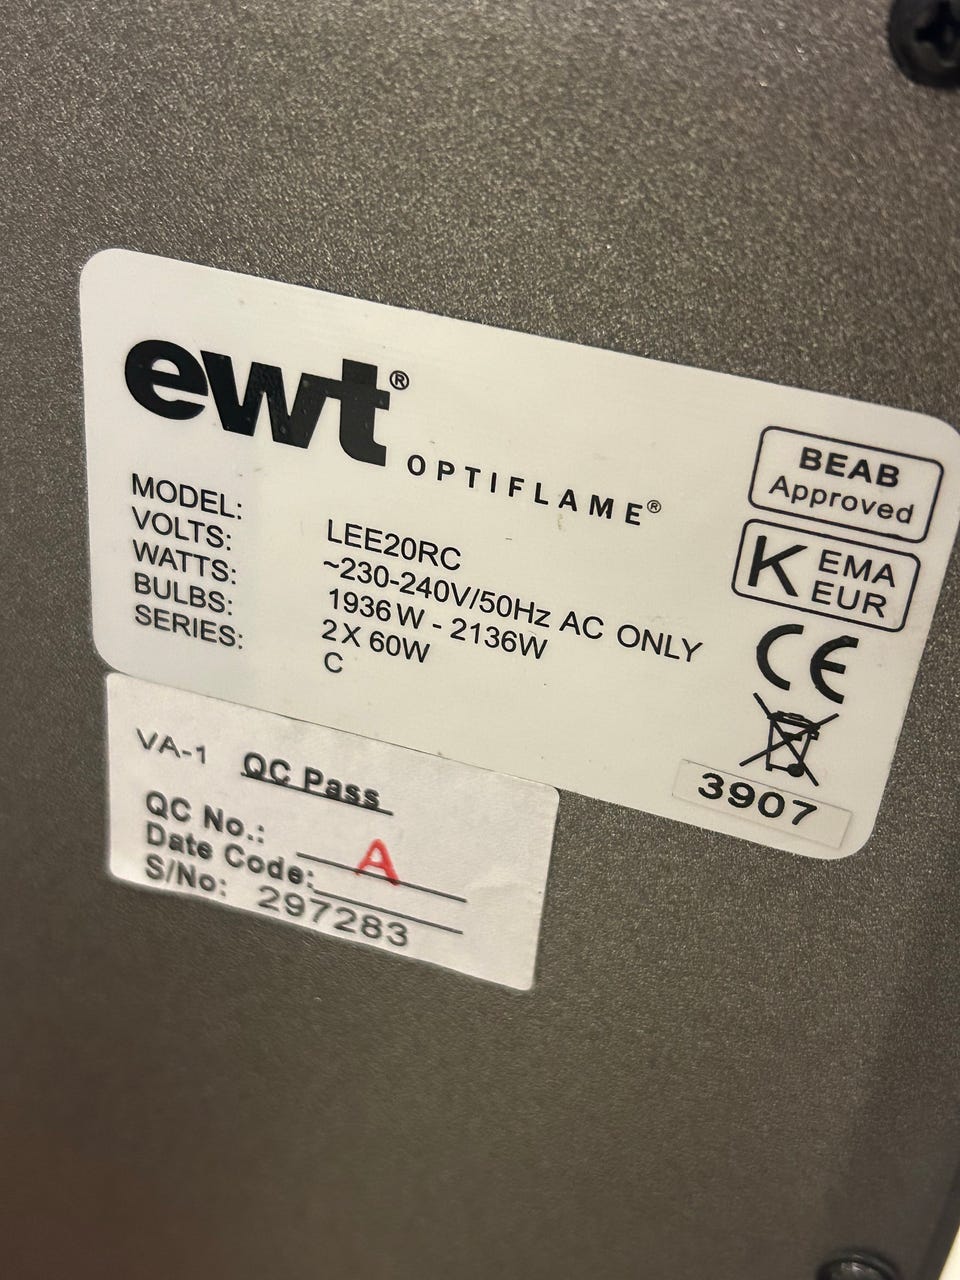 ewt®
OPTIFLAME®
BEAB
Approved
K EMA
EUR
CE
MODEL: LEE20RC
VOLTS: ~230-240V/50Hz AC ONLY
WATTS: 1936W - 2136W
BULBS: 2 X 60W
SERIES: C
3907
VA-1 QC Pass
QC No.: A
Date Code:
S/No: 297283